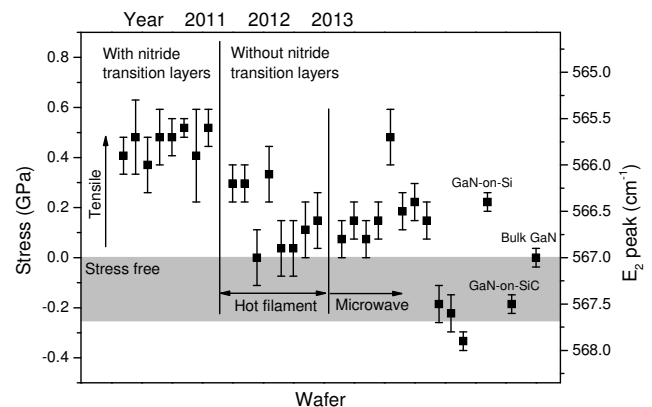 Year 2011 2012 2013
0.8
0.6
0.4
0.2
0.0
-0.2
-0.4
Stress (GPa)
With nitride
transition layers
Without nitride
transition layers
Tensile
Stress free
Hot filament
Microwave
GaN-on-Si
Bulk GaN
GaN-on-SiC
565.0
565.5
566.0
566.5
567.0
567.5
568.0
E₂ peak (cm⁻¹)
Wafer